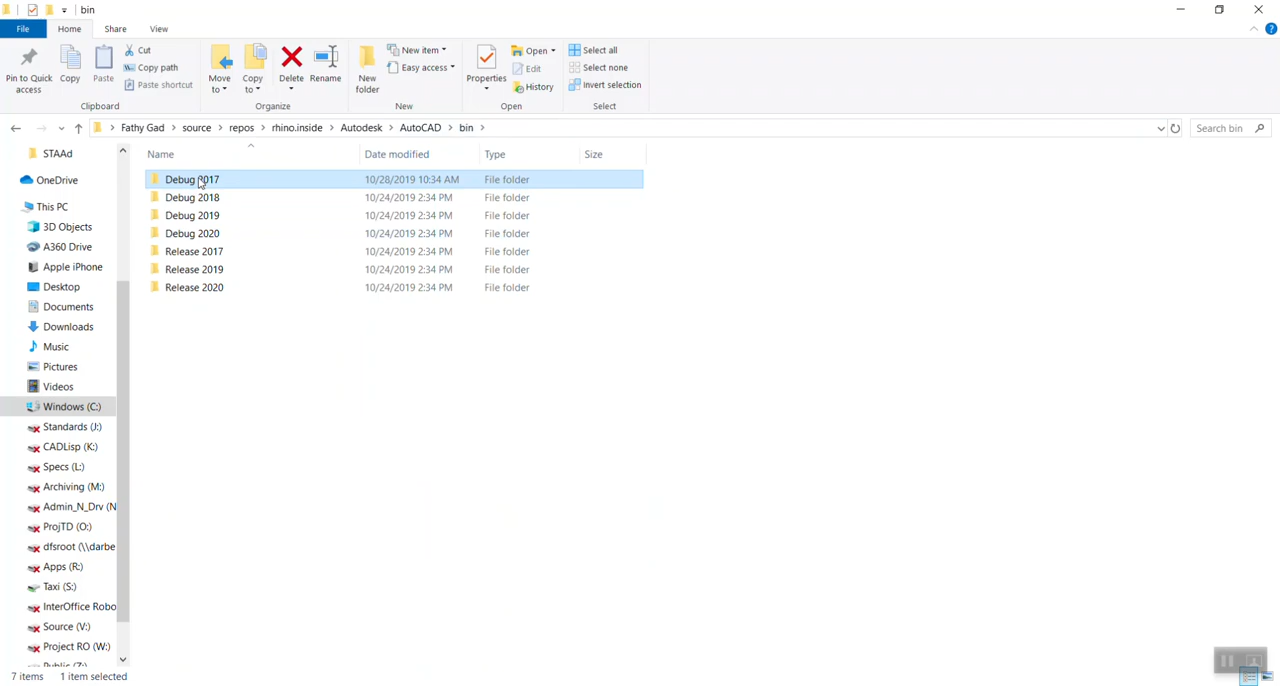 bin
File Home Share View
Pin to Quick access
Copy
Paste
Cut
Copy path
Paste shortcut
Clipboard
Move to
Copy to
Delete
Rename
Organize
New folder
New item
Easy access
New
Properties
Open
Edit
History
Open
Select all
Select none
Invert selection
Select
Fathy Gad > source > repos > rhino.inside > Autodesk > AutoCAD > bin >
Search bin
STAAd
OneDrive
This PC
3D Objects
A360 Drive
Apple iPhone
Desktop
Documents
Downloads
Music
Pictures
Videos
Windows (C:)
Standards (J:)
CADLisp (K:)
Specs (L:)
Archiving (M:)
Admin_N_Drv (N
ProjTD (O:)
dfsroot (\\darbe
Apps (R:)
Taxi (S:)
InterOffice Robo
Source (V:)
Project RO (W:)
Public (Z:)
Name Date modified Type Size
Debug 2017 10/28/2019 10:34 AM File folder
Debug 2018 10/24/2019 2:34 PM File folder
Debug 2019 10/24/2019 2:34 PM File folder
Debug 2020 10/24/2019 2:34 PM File folder
Release 2017 10/24/2019 2:34 PM File folder
Release 2019 10/24/2019 2:34 PM File folder
Release 2020 10/24/2019 2:34 PM File folder
7 items 1 item selected